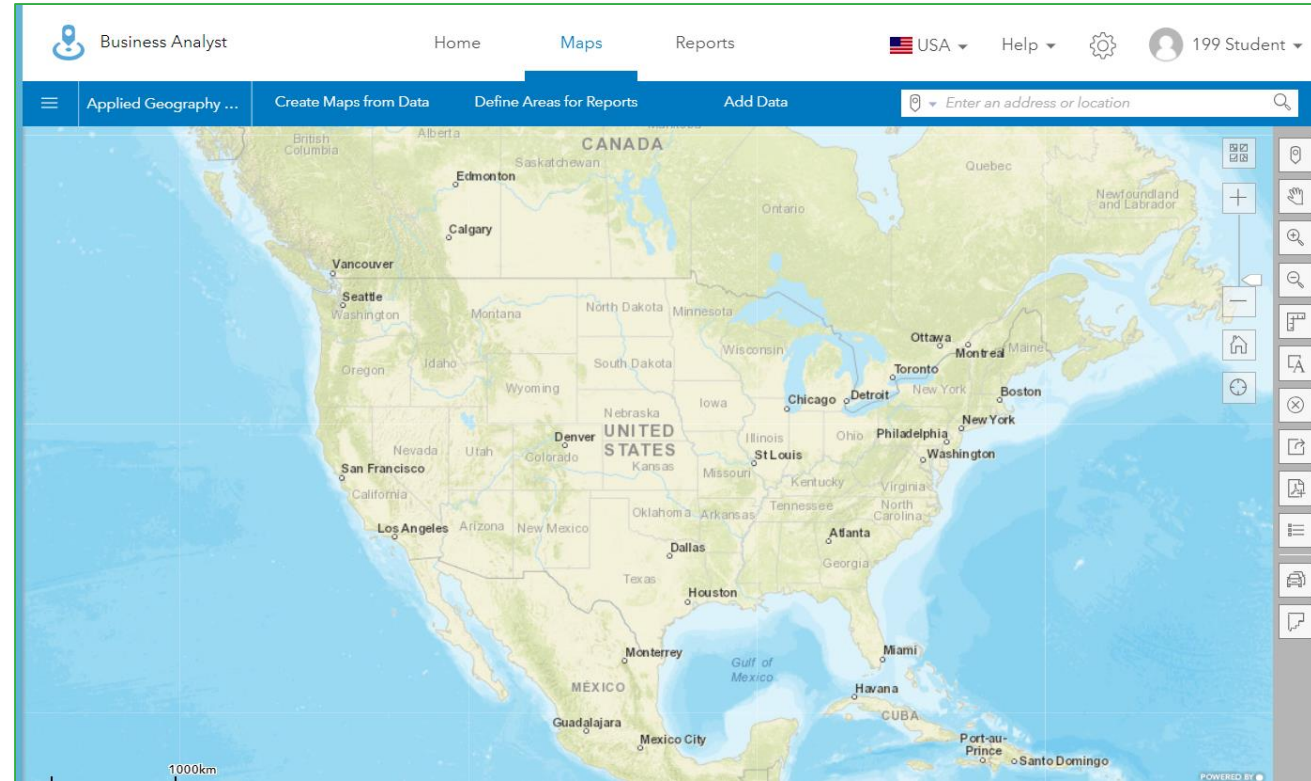 Business Analyst
Home
Maps
Reports
USA
Help
199 Student
Applied Geography ...
Create Maps from Data
Define Areas for Reports
Add Data
Enter an address or location
British
Columbia
Alberta
CANADA
Saskatchewan
Edmonton
Quebec
Newfoundland
and Labrador
Ontario
Calgary
Vancouver
Seattle
Washington
Montana
North Dakota
Minnesota
Ottawa
Montreal
Maine
Wisconsin
Oregon
Idaho
South Dakota
Toronto
Wyoming
Iowa
Chicago
Detroit
New York
Boston
Nebraska
New York
Denver
UNITED
STATES
Illinois
Ohio
Philadelphia
Nevada
Utah
Colorado
Kansas
St Louis
Washington
San Francisco
Missouri
Kentucky
Virginia
California
Oklahoma
Arkansas
Tennessee
North
Carolina
Los Angeles
Arizona
New Mexico
Atlanta
Dallas
Georgia
Texas
Houston
Monterrey
Gulf of
Mexico
Miami
MÉXICO
Havana
CUBA
Guadalajara
Mexico City
Port-au-
Prince
Santo Domingo
1000km
POWERED BY